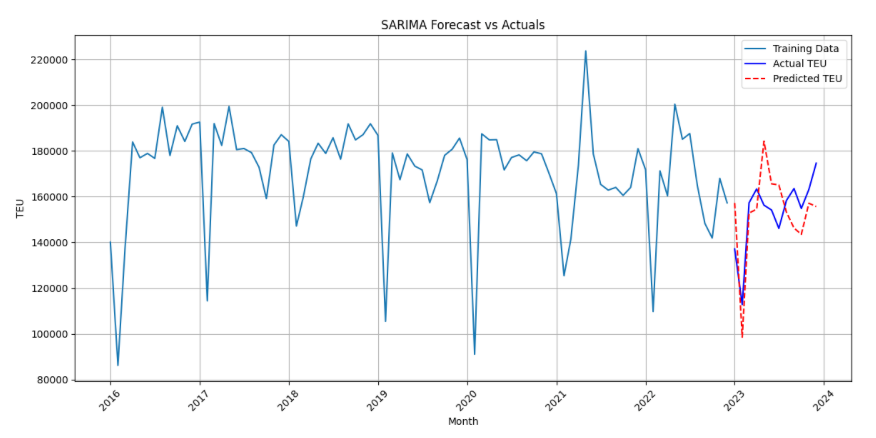 SARIMA Forecast vs Actuals
Training Data
Actual TEU
Predicted TEU
220000
200000
180000
160000
140000
120000
100000
80000
TEU
2016 2017 2018 2019 2020 2021 2022 2023 2024
Month